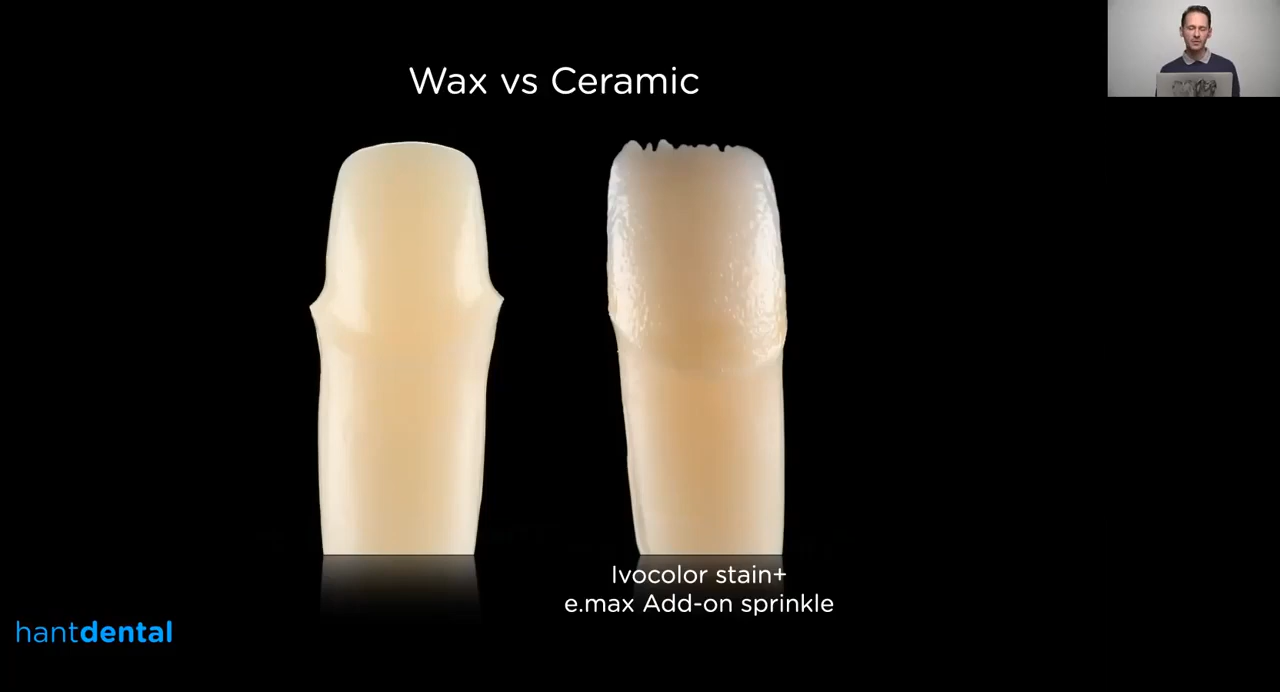 Wax vs Ceramic
Ivocolor stain+
e.max Add-on sprinkle
hantdental